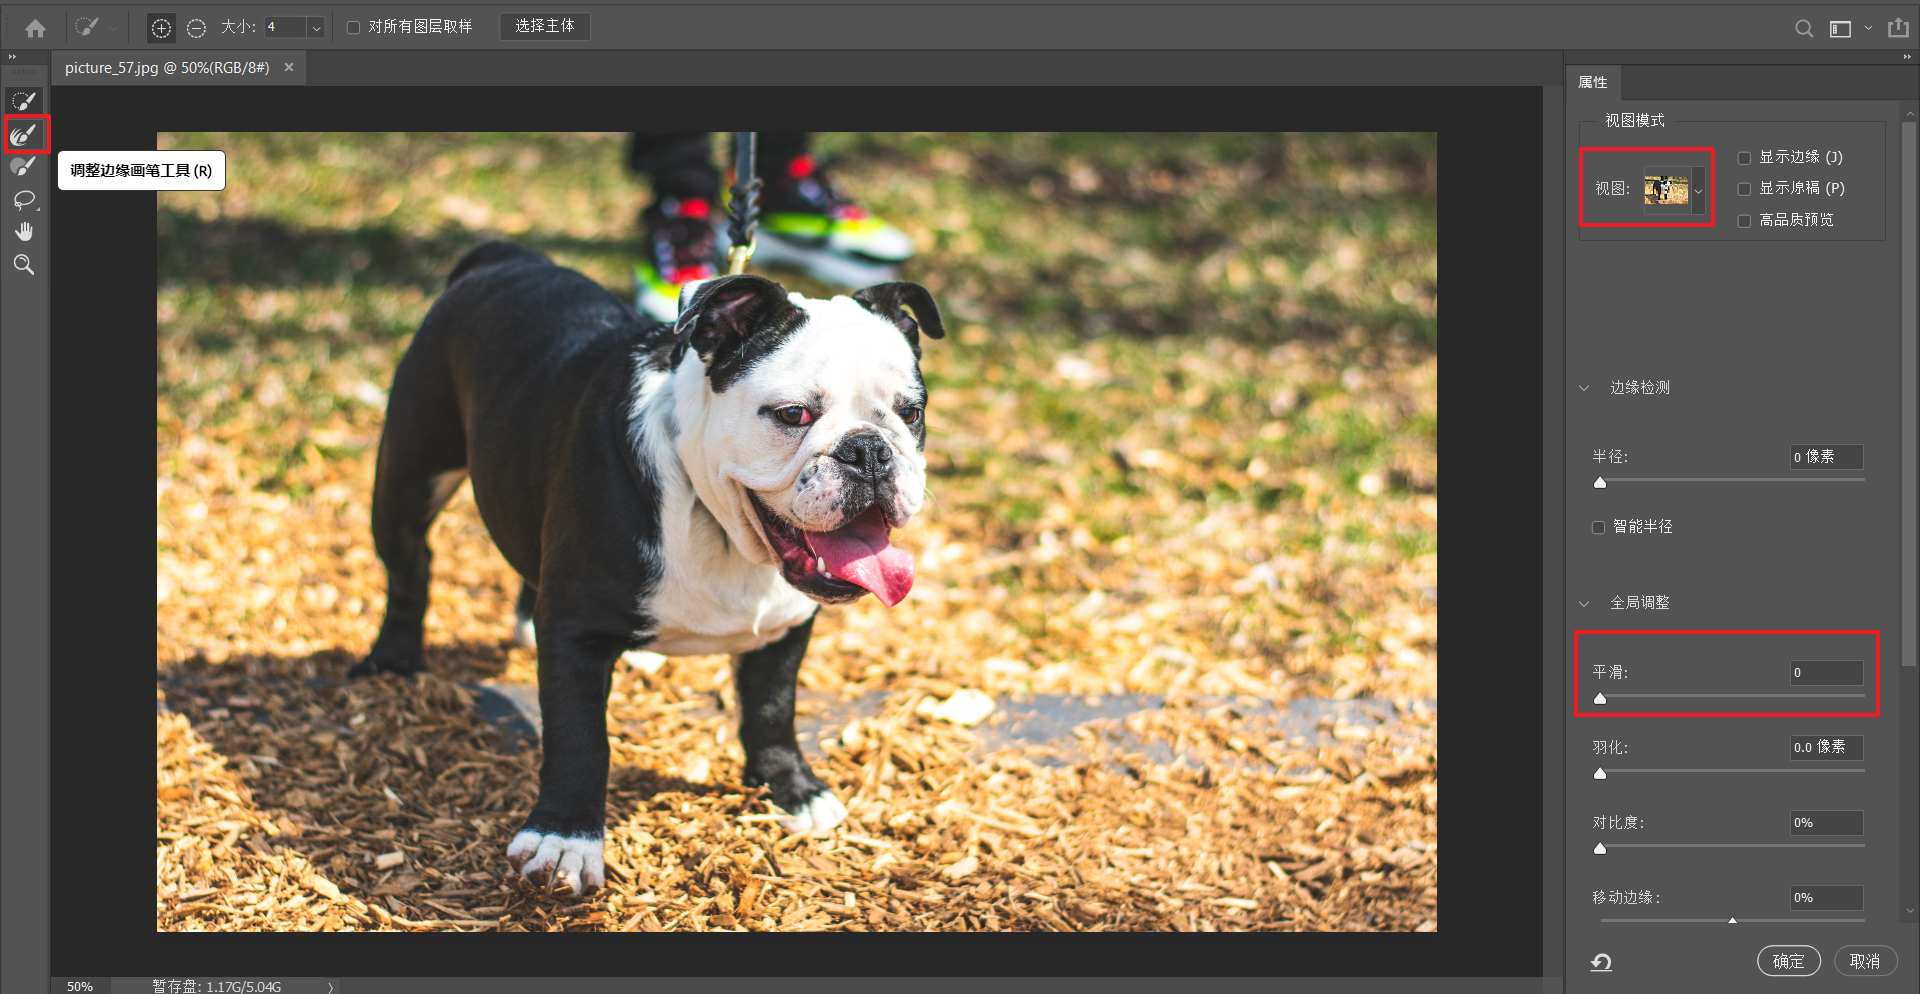 大小: 4 对所有图层取样 选择主体
picture_57.jpg @ 50%(RGB/8#) ×
调整边缘画笔工具 (R)
属性
视图模式
视图:
显示边缘 (J)
显示原稿 (P)
高品质预览
边缘检测
半径: 0 像素
智能半径
全局调整
平滑: 0
羽化: 0.0 像素
对比度: 0%
移动边缘: 0%
确定 取消
50% 暂存盘: 1.17G/5.04G